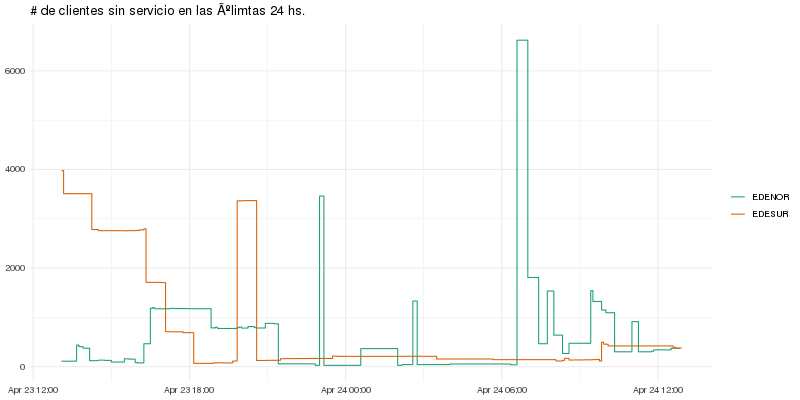 # de clientes sin servicio en las Ãºlimtas 24 hs.
6000
4000
2000
0
Apr 23 12:00
Apr 23 18:00
Apr 24 00:00
Apr 24 06:00
Apr 24 12:00
EDENOR
EDESUR